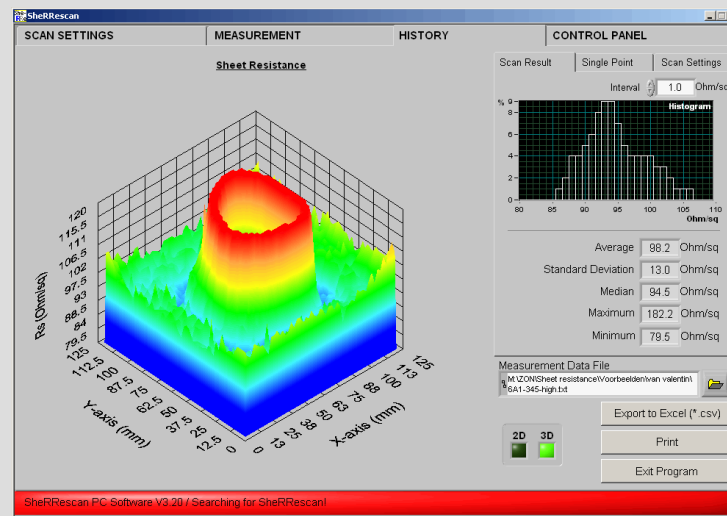 SheRRescan
SCAN SETTINGS MEASUREMENT HISTORY CONTROL PANEL
Sheet Resistance
Scan Result Single Point Scan Settings
Interval 1.0 Ohm/sq
Histogram
%
9
8
6
4
2
0
80 85 90 95 100 105 110
Ohm/sq
Average 98.2 Ohm/sq
Standard Deviation 13.0 Ohm/sq
Median 94.5 Ohm/sq
Maximum 182.2 Ohm/sq
Minimum 79.5 Ohm/sq
120
115.5
111
106.5
102
97.5
93
88.5
84
79.5
Rs (Ohm/sq)
125
112.5
100
87.5
75
62.5
50
37.5
25
12.5
0
Y-axis (mm)
0
13
25
38
50
63
75
88
100
113
125
X-axis (mm)
Measurement Data File
M:\ZON\Sheet resistance\Voorbeelden\van valentin\
6A1-345-high.txt
Export to Excel (*.csv)
2D 3D
Print
Exit Program
SheRRescan PC Software V3.20 / Searching for SheRRescan!